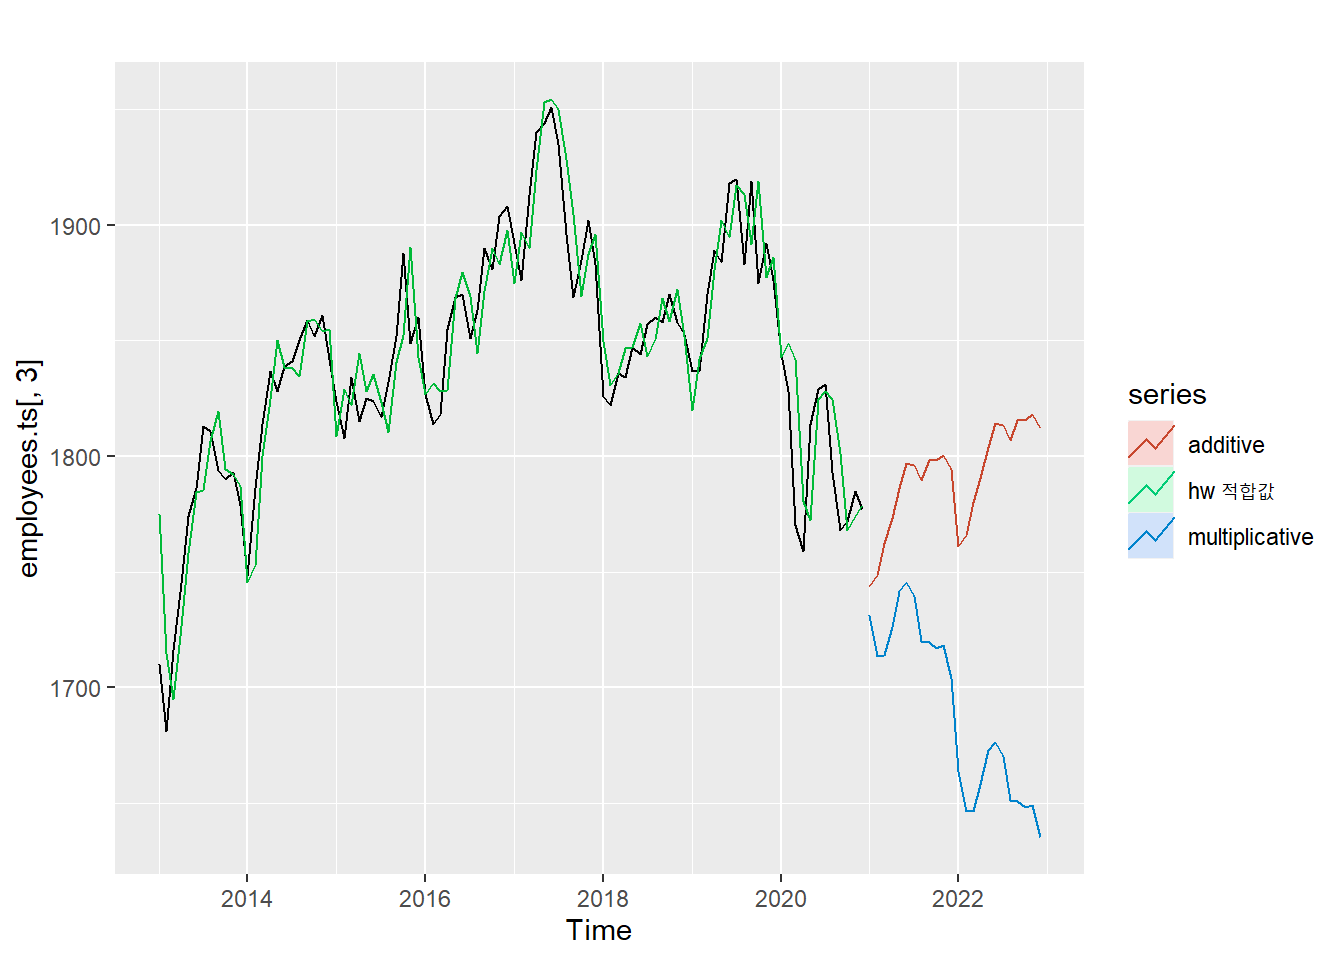 employees.ts[, 3]
1900
1800
1700
2014
2016
2018
2020
2022
Time
series
additive
hw 적합값
multiplicative